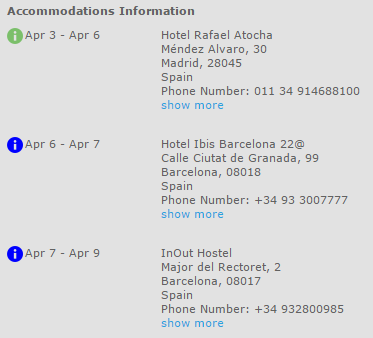 Accommodations Information
Apr 3 - Apr 6
Hotel Rafael Atocha
Méndez Alvaro, 30
Madrid, 28045
Spain
Phone Number: 011 34 914688100
show more
Apr 6 - Apr 7
Hotel Ibis Barcelona 22@
Calle Ciutat de Granada, 99
Barcelona, 08018
Spain
Phone Number: +34 93 3007777
show more
Apr 7 - Apr 9
InOut Hostel
Major del Rectoret, 2
Barcelona, 08017
Spain
Phone Number: +34 932800985
show more